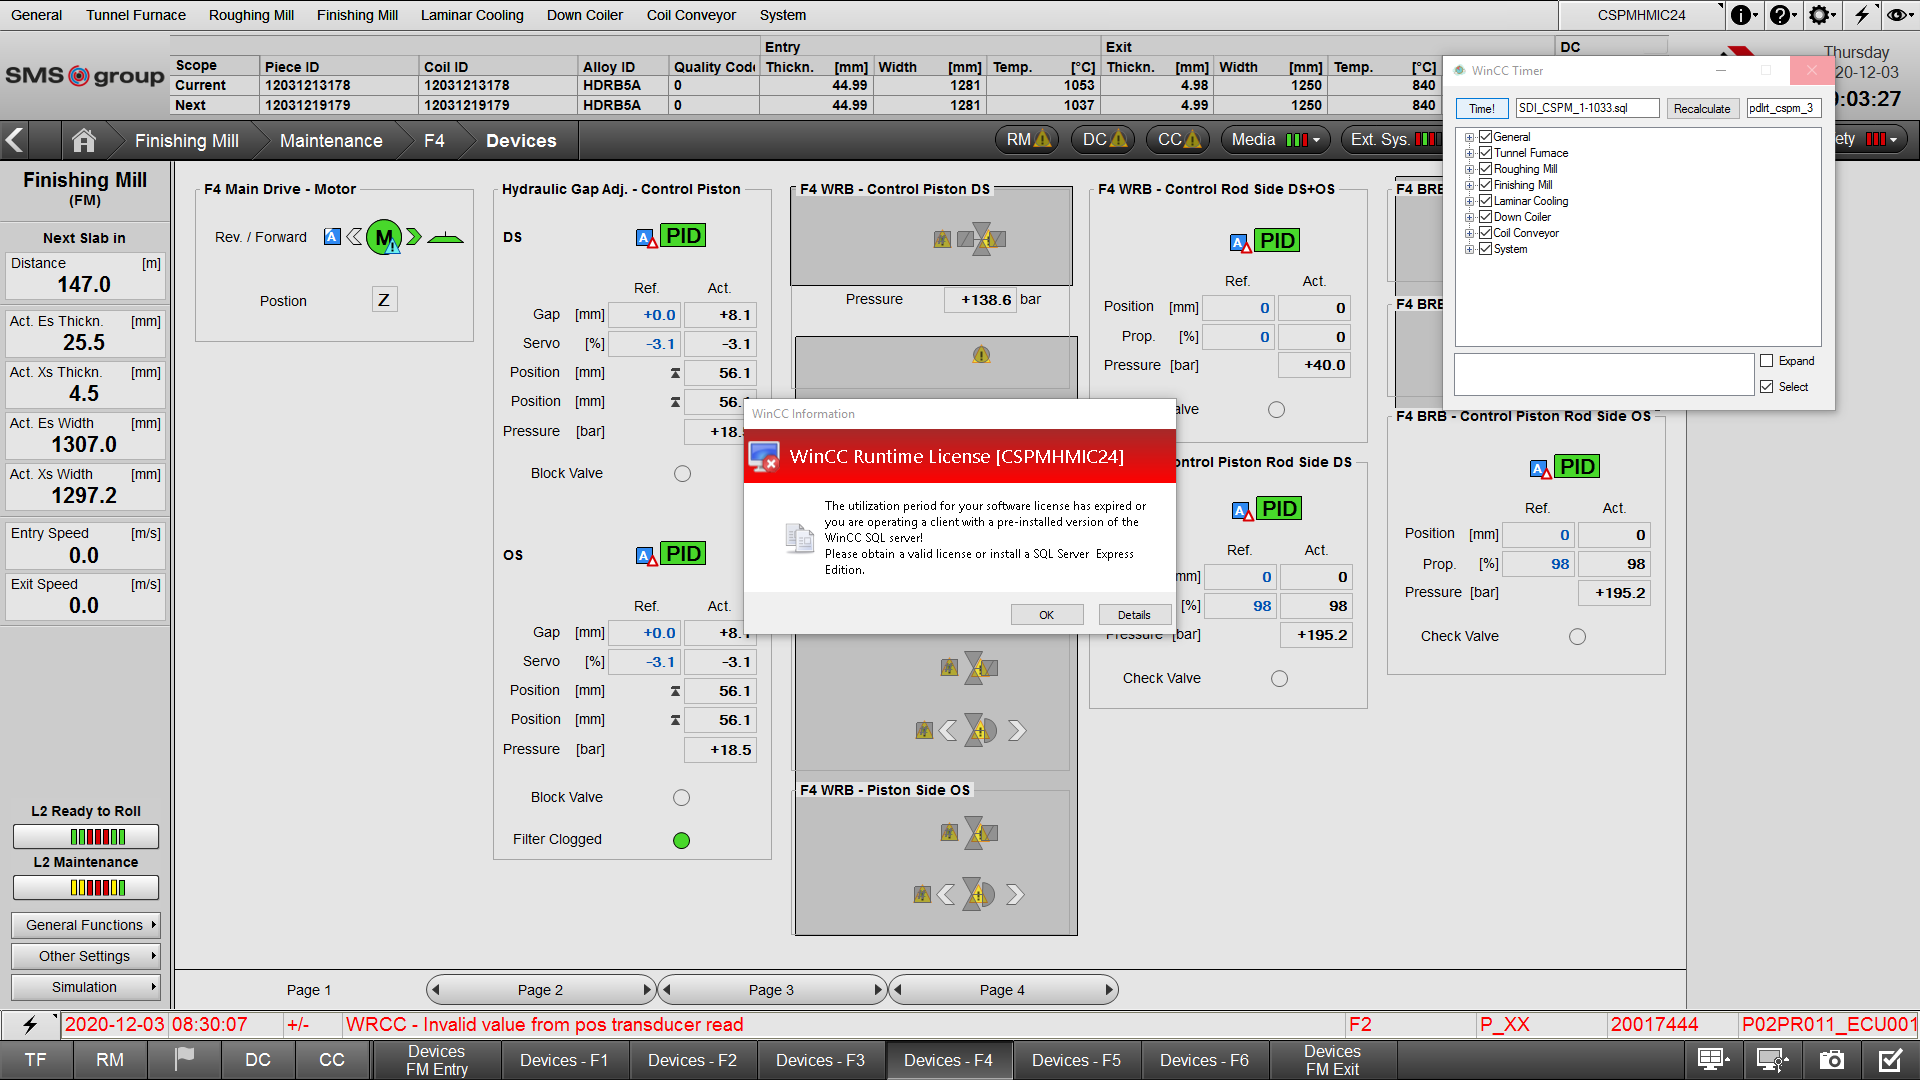 General Tunnel Furnace Roughing Mill Finishing Mill Laminar Cooling Down Coiler Coil Conveyor System CSPMHMIC24
SMS group
Entry Exit DC
Scope Piece ID Coil ID Alloy ID Quality Code Thickn. [mm] Width [mm] Temp. [°C] Thickn. [mm] Width [mm] Temp. [°C]
Current 12031213178 12031213178 HDRB5A 0 44.99 1281 1053 4.98 1250 840
Next 12031219179 12031219179 HDRB5A 0 44.99 1281 1037 4.99 1250 840
Thursday
20-12-03
0:03:27
Finishing Mill Maintenance F4 Devices
RM DC CC Media Ext. Sys. ety
WinCC Timer
Time! SDI_CSPM_1-1033.sql Recalculate pdlrt_cspm_3
General
Tunnel Furnace
Roughing Mill
Finishing Mill
Laminar Cooling
Down Coiler
Coil Conveyor
System
Expand
Select
Finishing Mill
(FM)
Next Slab in
Distance [m]
147.0
Act. Es Thickn. [mm]
25.5
Act. Xs Thickn. [mm]
4.5
Act. Es Width [mm]
1307.0
Act. Xs Width [mm]
1297.2
Entry Speed [m/s]
0.0
Exit Speed [m/s]
0.0
L2 Ready to Roll
L2 Maintenance
General Functions
Other Settings
Simulation
F4 Main Drive - Motor
Rev. / Forward A M
Postion Z
Hydraulic Gap Adj. - Control Piston
DS A PID
Ref. Act.
Gap [mm] +0.0 +8.1
Servo [%] -3.1 -3.1
Position [mm] 56.1
Position [mm] 56.
Pressure [bar] +18.
Block Valve
OS A PID
Ref. Act.
Gap [mm] +0.0 +8.1
Servo [%] -3.1 -3.1
Position [mm] 56.1
Position [mm] 56.1
Pressure [bar] +18.5
Block Valve
Filter Clogged
F4 WRB - Control Piston DS
Pressure +138.6 bar
F4 WRB - Piston Side OS
F4 WRB - Control Rod Side DS+OS
A PID
Ref. Act.
Position [mm] 0 0
Prop. [%] 0 0
Pressure [bar] +40.0
alve
ontrol Piston Rod Side DS
A PID
Ref. Act.
mm] 0 0
[%] 98 98
Pressure [bar] +195.2
Check Valve
F4 BRE
F4 BRE
F4 BRB - Control Piston Rod Side OS
A PID
Ref. Act.
Position [mm] 0 0
Prop. [%] 98 98
Pressure [bar] +195.2
Check Valve
WinCC Information
WinCC Runtime License [CSPMHMIC24]
The utilization period for your software license has expired or
you are operating a client with a pre-installed version of the
WinCC SQL server!
Please obtain a valid license or install a SQL Server Express
Edition.
OK Details
Page 1 Page 2 Page 3 Page 4
2020-12-03 08:30:07 +/- WRCC - Invalid value from pos transducer read F2 P_XX 20017444 P02PR011_ECU001
TF RM DC CC Devices FM Entry Devices - F1 Devices - F2 Devices - F3 Devices - F4 Devices - F5 Devices - F6 Devices FM Exit